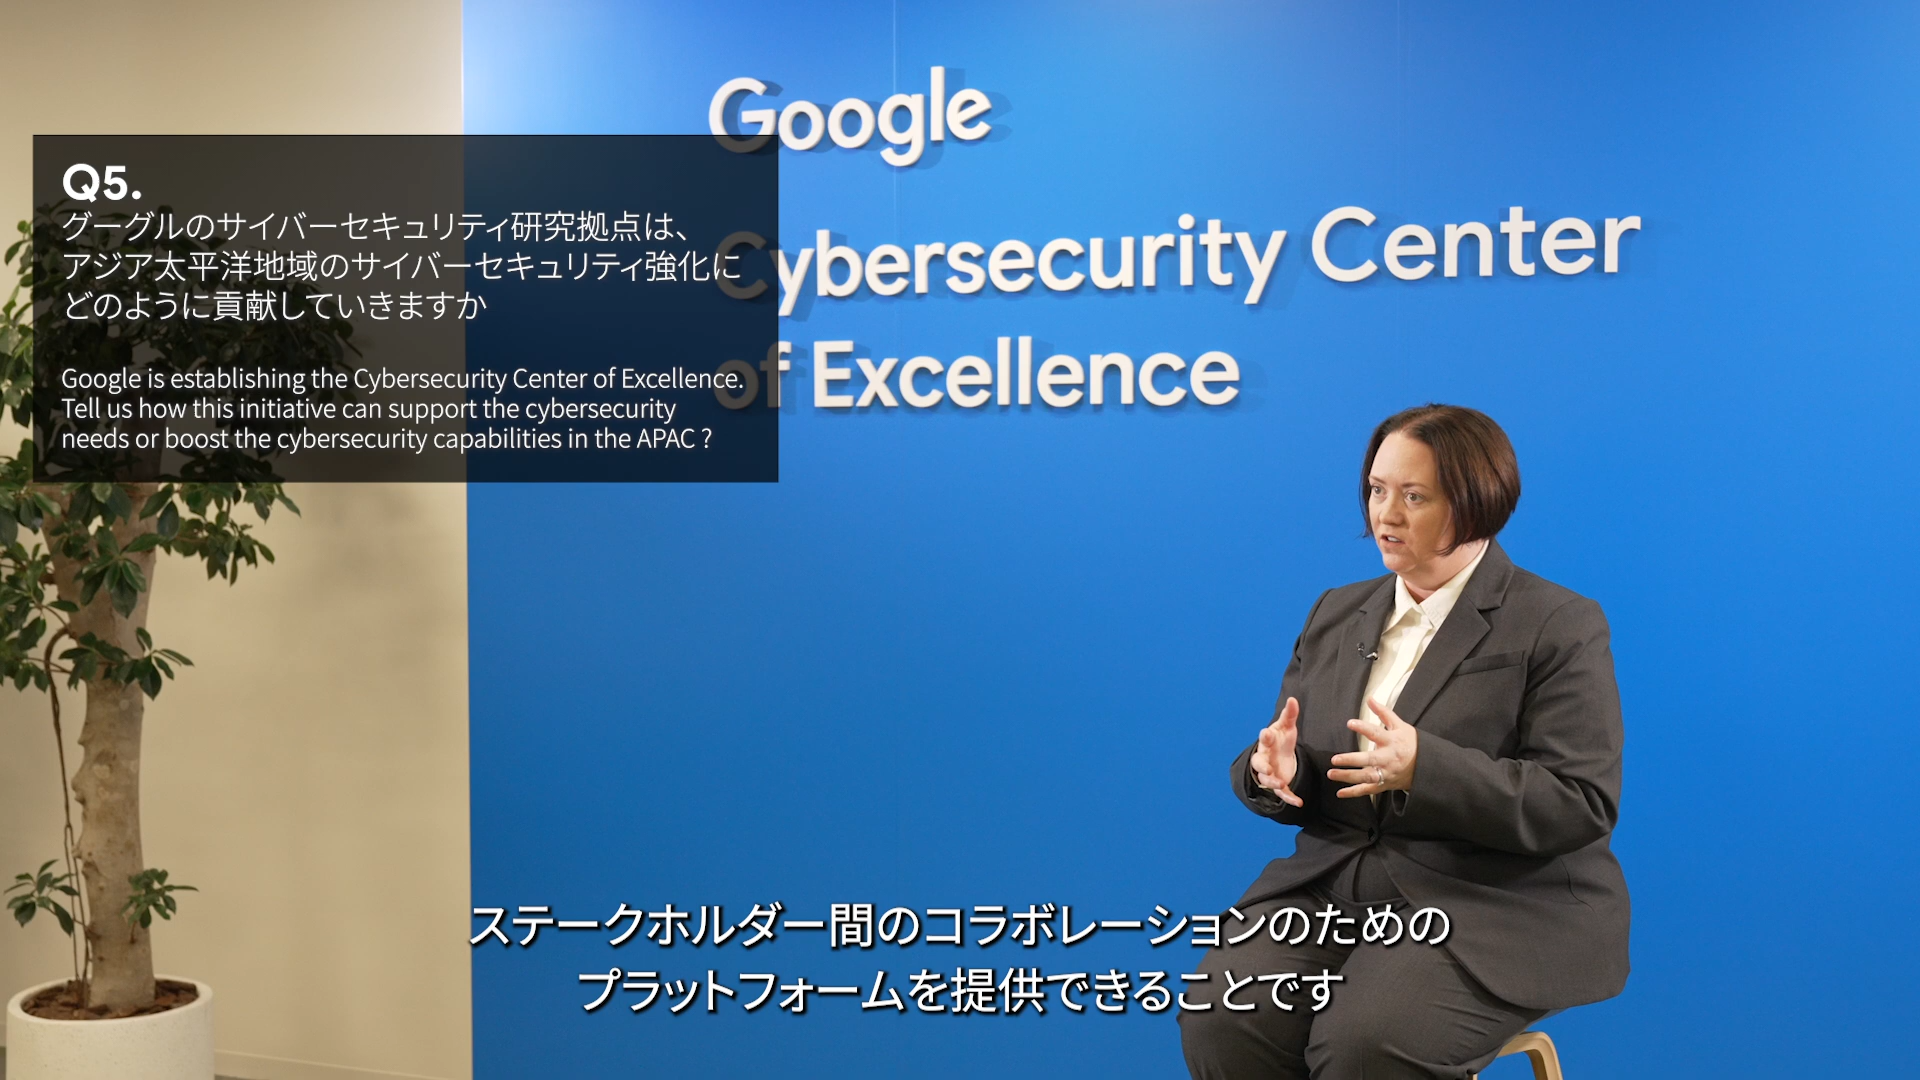 Google
Cybersecurity Center
of Excellence
Q5.
グーグルのサイバーセキュリティ研究拠点は、
アジア太平洋地域のサイバーセキュリティ強化に
どのように貢献していきますか
Google is establishing the Cybersecurity Center of Excellence.
Tell us how this initiative can support the cybersecurity
needs or boost the cybersecurity capabilities in the APAC ?
ステークホルダー間のコラボレーションのための
プラットフォームを提供できることです